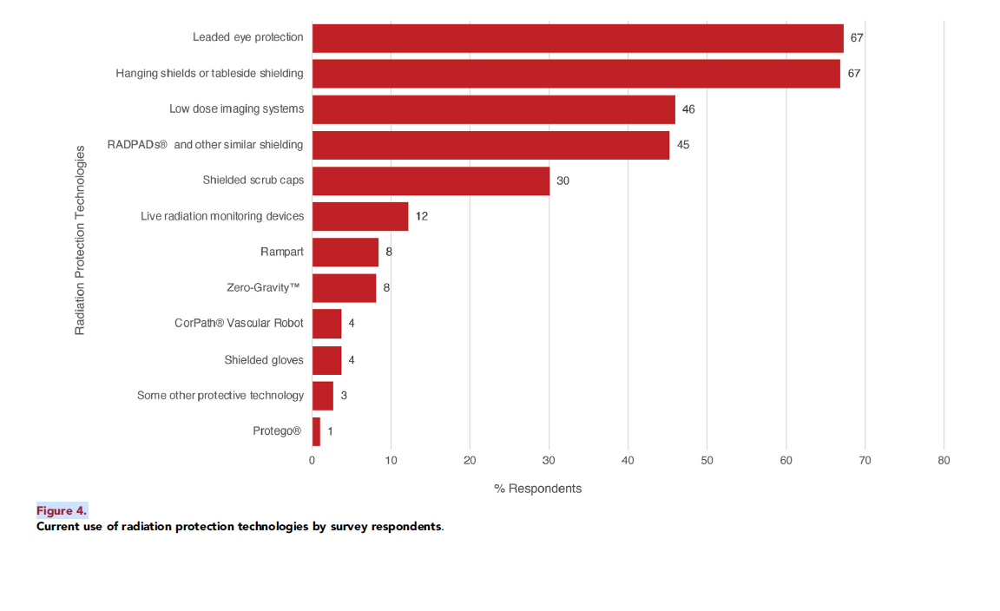 Radiation Protection Technologies
Leaded eye protection 67
Hanging shields or tableside shielding 67
Low dose imaging systems 46
RADPADs® and other similar shielding 45
Shielded scrub caps 30
Live radiation monitoring devices 12
Rampart 8
Zero-Gravity™ 8
CorPath® Vascular Robot 4
Shielded gloves 4
Some other protective technology 3
Protego® 1
0 10 20 30 40 50 60 70 80
% Respondents
Figure 4.
Current use of radiation protection technologies by survey respondents.